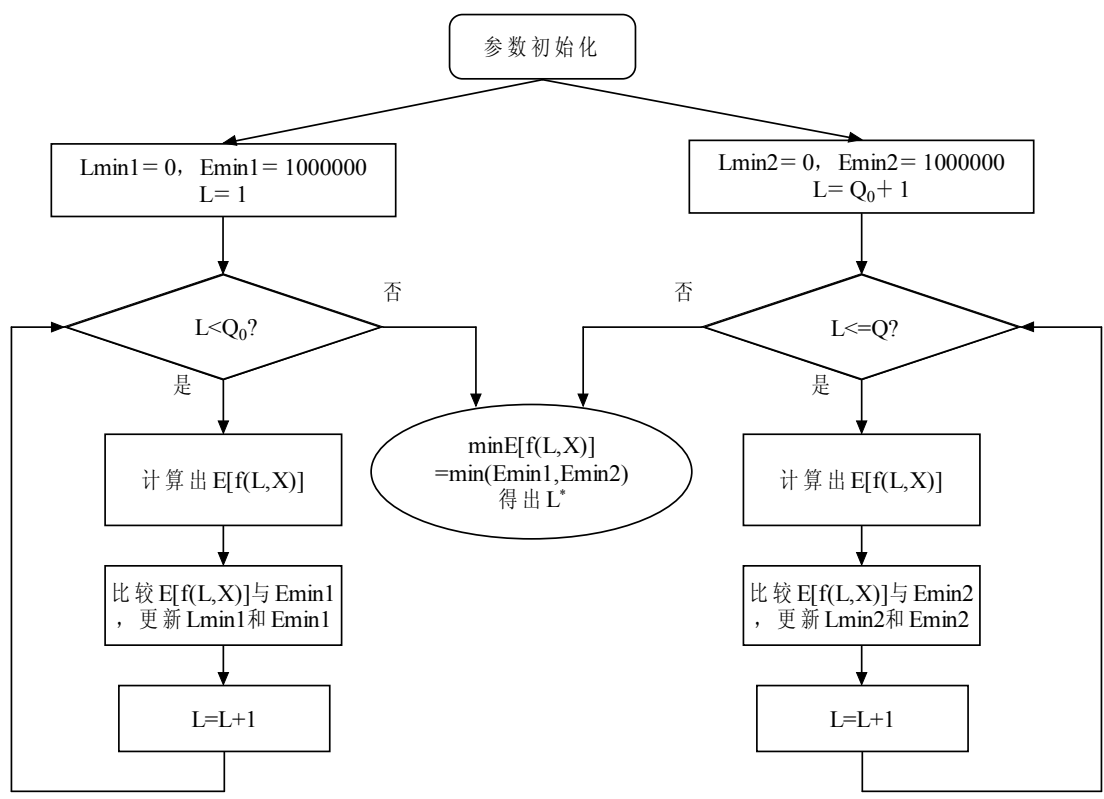 参数初始化
Lmin1=0，Emin1=1000000
L=1
Lmin2=0，Emin2=1000000
L=Q₀+1
否
否
L<Q₀?
L<=Q?
是
是
minE[f(L,X)]
=min(Emin1,Emin2)
得出L*
计算出E[f(L,X)]
计算出E[f(L,X)]
比较E[f(L,X)]与Emin1
，更新Lmin1和Emin1
比较E[f(L,X)]与Emin2
，更新Lmin2和Emin2
L=L+1
L=L+1